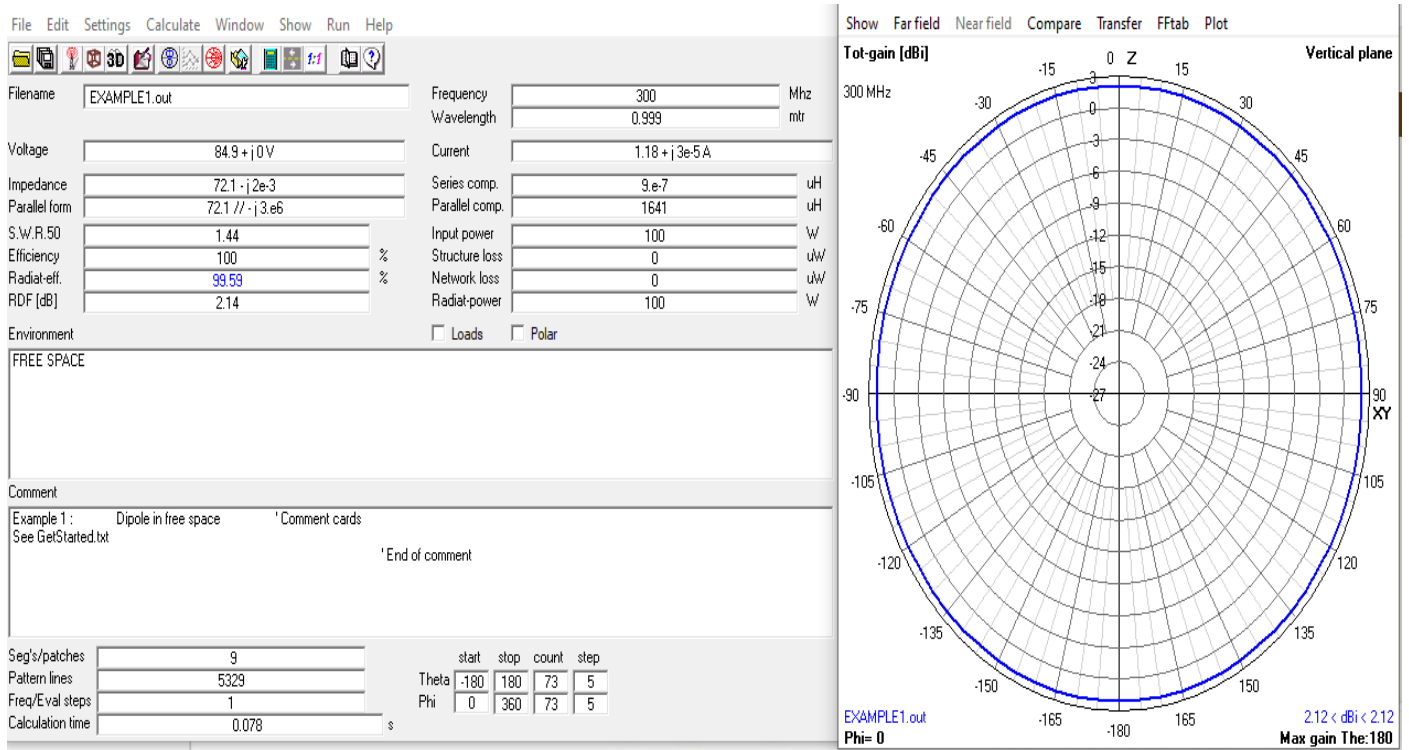 File Edit Settings Calculate Window Show Run Help
3D 1:1
Filename EXAMPLE1.out Frequency 300 Mhz
Wavelength 0.999 mtr
Voltage 84.9 + j 0 V Current 1.18 + j 3e-5 A
Impedance 72.1 - j 2e-3 Series comp. 9.e-7 uH
Parallel form 72.1 // - j 3.e6 Parallel comp. 1641 uH
S.W.R.50 1.44 Input power 100 W
Efficiency 100 % Structure loss 0 uW
Radiat-eff. 99.59 % Network loss 0 uW
RDF [dB] 2.14 Radiat-power 100 W
Environment Loads Polar
FREE SPACE
Comment
Example 1 : Dipole in free space ' Comment cards
See GetStarted.txt
' End of comment
Seg's/patches 9 start stop count step
Pattern lines 5329 Theta -180 180 73 5
Freq/Eval steps 1 Phi 0 360 73 5
Calculation time 0.078 s
Show Far field Near field Compare Transfer FFtab Plot
Tot-gain [dBi] 0 Z Vertical plane
-15 15
300 MHz
-30 30
-45 45
-60 60
-75 75
-90 90
XY
-105 105
-120 120
-135 135
-150 150
-165 165
-180
3
0
-3
-6
-9
-12
-15
-18
-21
-24
-27
EXAMPLE1.out 2.12 < dBi < 2.12
Phi= 0 Max gain The:180